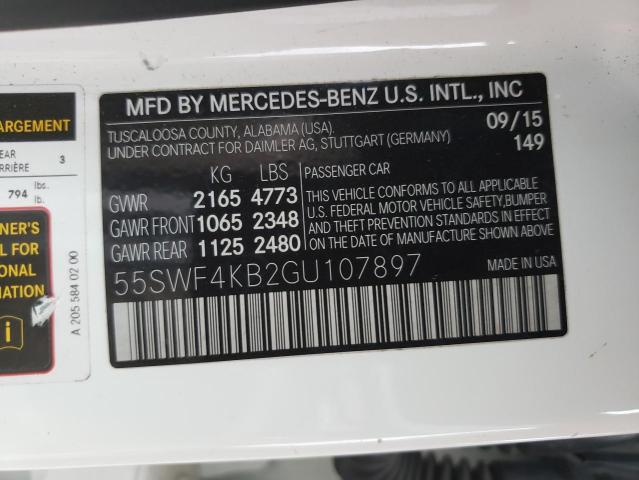 MFD BY MERCEDES-BENZ U.S. INTL., INC
TUSCALOOSA COUNTY, ALABAMA (USA).
UNDER CONTRACT FOR DAIMLER AG, STUTTGART (GERMANY)
09/15
149
KG LBS
GVWR 2165 4773
GAWR FRONT 1065 2348
GAWR REAR 1125 2480
PASSENGER CAR
THIS VEHICLE CONFORMS TO ALL APPLICABLE
U.S. FEDERAL MOTOR VEHICLE SAFETY, BUMPER
AND THEFT PREVENTION STANDARDS IN EFFECT
ON THE DATE OF MANUFACTURE SHOWN ABOVE.
55SWF4KB2GU107897
MADE IN USA
ARGEMENT
EAR 3
RRIÈRE
794 lbs.
lb.
NER'S
L FOR
ONAL
MATION
i
A 205 584 02 00